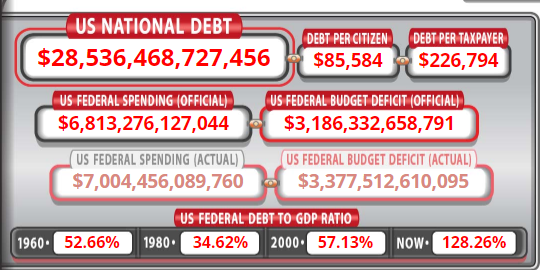 US NATIONAL DEBT
$28,536,468,727,456
DEBT PER CITIZEN
$85,584
DEBT PER TAXPAYER
$226,794
US FEDERAL SPENDING (OFFICIAL)
$6,813,276,127,044
US FEDERAL BUDGET DEFICIT (OFFICIAL)
$3,186,332,658,791
US FEDERAL SPENDING (ACTUAL)
$7,004,456,089,760
US FEDERAL BUDGET DEFICIT (ACTUAL)
$3,377,512,610,095
US FEDERAL DEBT TO GDP RATIO
1960• 52.66% 1980• 34.62% 2000• 57.13% NOW• 128.26%